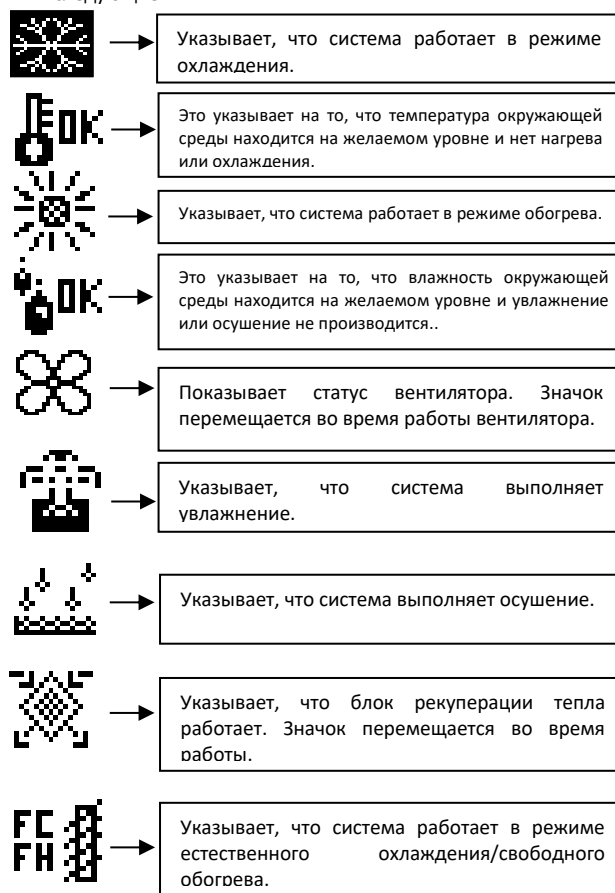 Указывает, что система работает в режиме
охлаждения.
OK
Это указывает на то, что температура окружающей
среды находится на желаемом уровне и нет нагрева
или охлаждения.
Указывает, что система работает в режиме обогрева.
OK
Это указывает на то, что влажность окружающей
среды находится на желаемом уровне и увлажнение
или осушение не производится..
Показывает статус вентилятора. Значок
перемещается во время работы вентилятора.
Указывает, что система выполняет
увлажнение.
Указывает, что система выполняет осушение.
Указывает, что блок рекуперации тепла
работает. Значок перемещается во время
работы.
FC
FH
Указывает, что система работает в режиме
естественного охлаждения/свободного
обогрева.